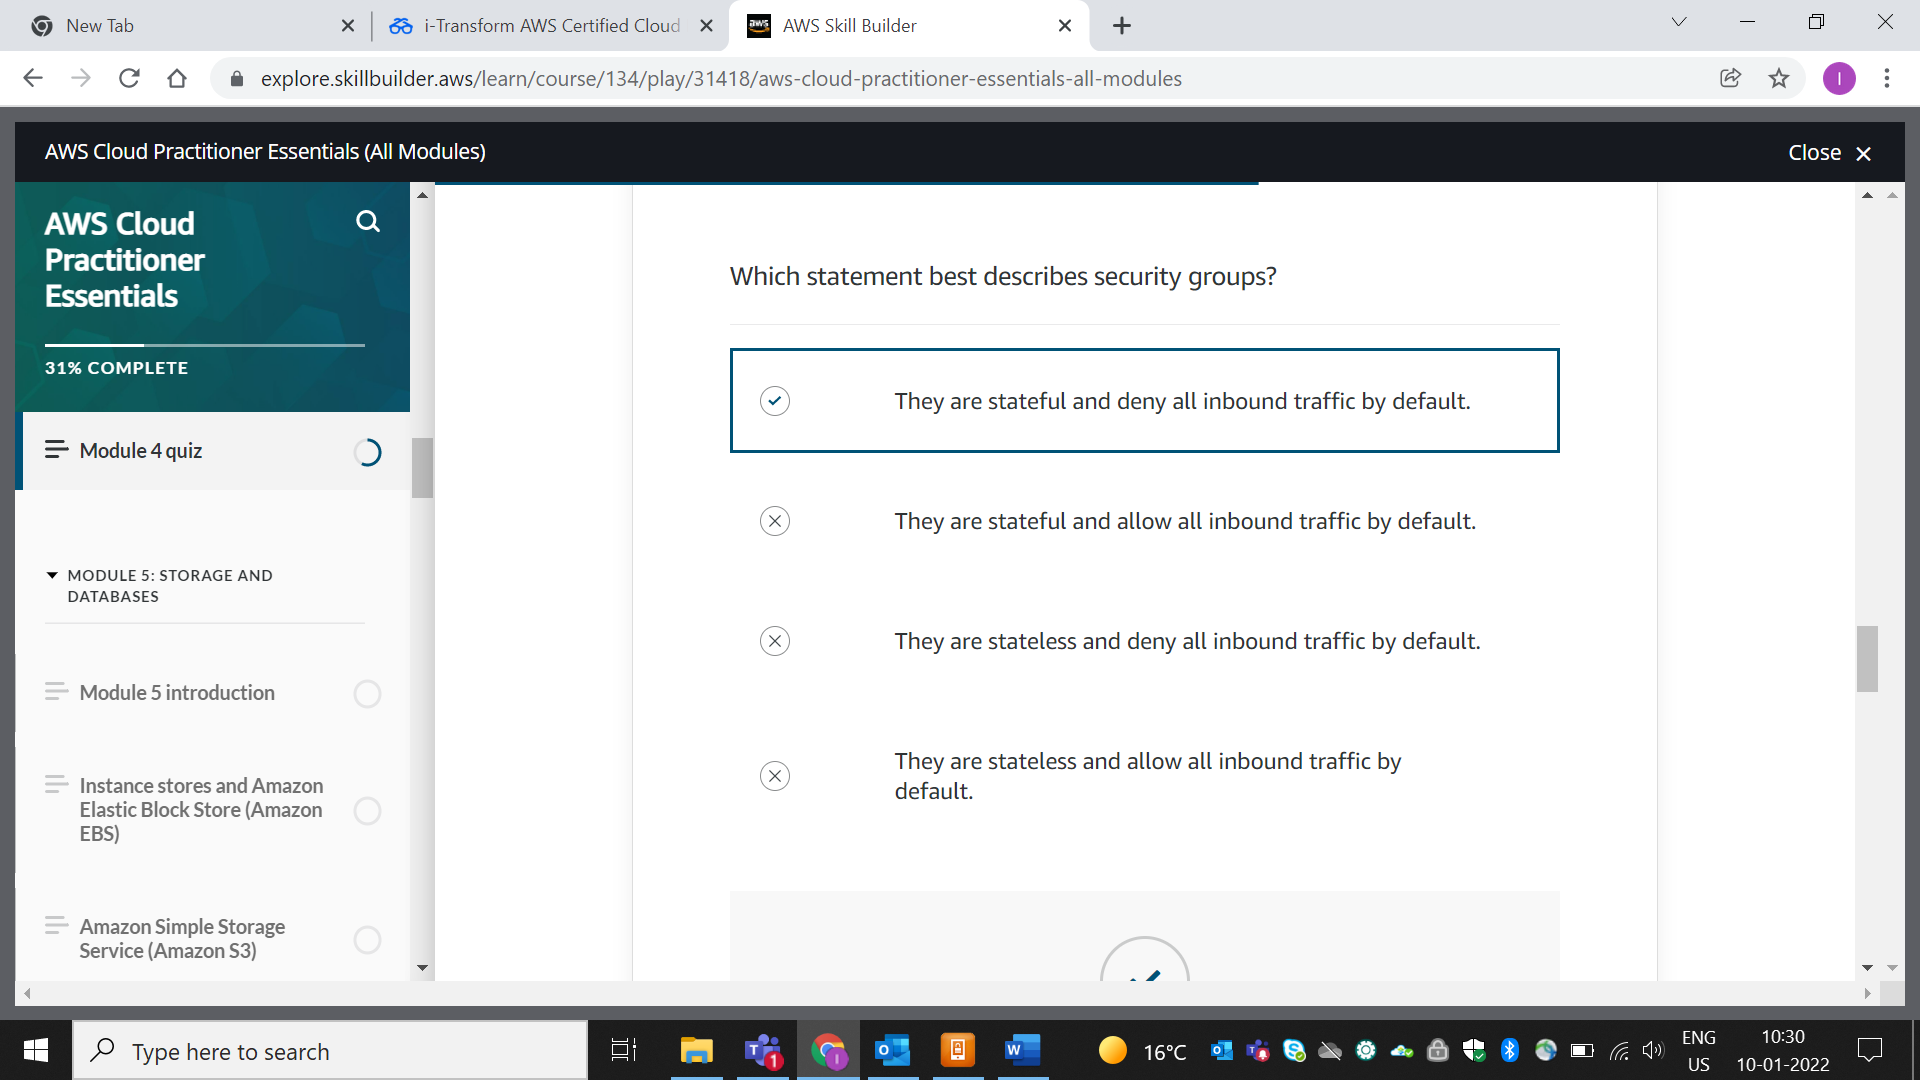 New Tab
i-Transform AWS Certified Cloud
aws
AWS Skill Builder
explore.skillbuilder.aws/learn/course/134/play/31418/aws-cloud-practitioner-essentials-all-modules
I
AWS Cloud Practitioner Essentials (All Modules)
Close
AWS Cloud
Practitioner
Essentials
31% COMPLETE
Module 4 quiz
MODULE 5: STORAGE AND
DATABASES
Module 5 introduction
Instance stores and Amazon
Elastic Block Store (Amazon
EBS)
Amazon Simple Storage
Service (Amazon S3)
Which statement best describes security groups?
They are stateful and deny all inbound traffic by default.
They are stateful and allow all inbound traffic by default.
They are stateless and deny all inbound traffic by default.
They are stateless and allow all inbound traffic by
default.
Type here to search
16°C
ENG
US
10:30
10-01-2022